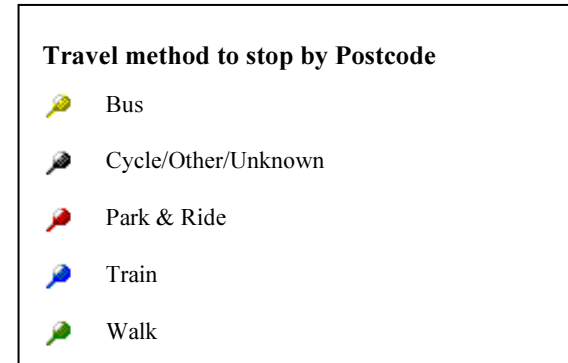 Travel method to stop by Postcode
Bus
Cycle/Other/Unknown
Park & Ride
Train
Walk